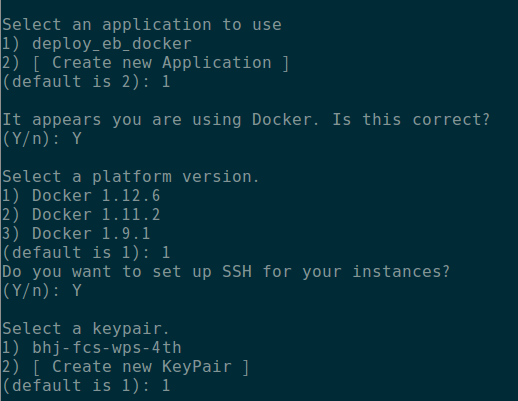 Select an application to use
1) deploy_eb_docker
2) [ Create new Application ]
(default is 2): 1
It appears you are using Docker. Is this correct?
(Y/n): Y
Select a platform version.
1) Docker 1.12.6
2) Docker 1.11.2
3) Docker 1.9.1
(default is 1): 1
Do you want to set up SSH for your instances?
(Y/n): Y
Select a keypair.
1) bhj-fcs-wps-4th
2) [ Create new KeyPair ]
(default is 1): 1